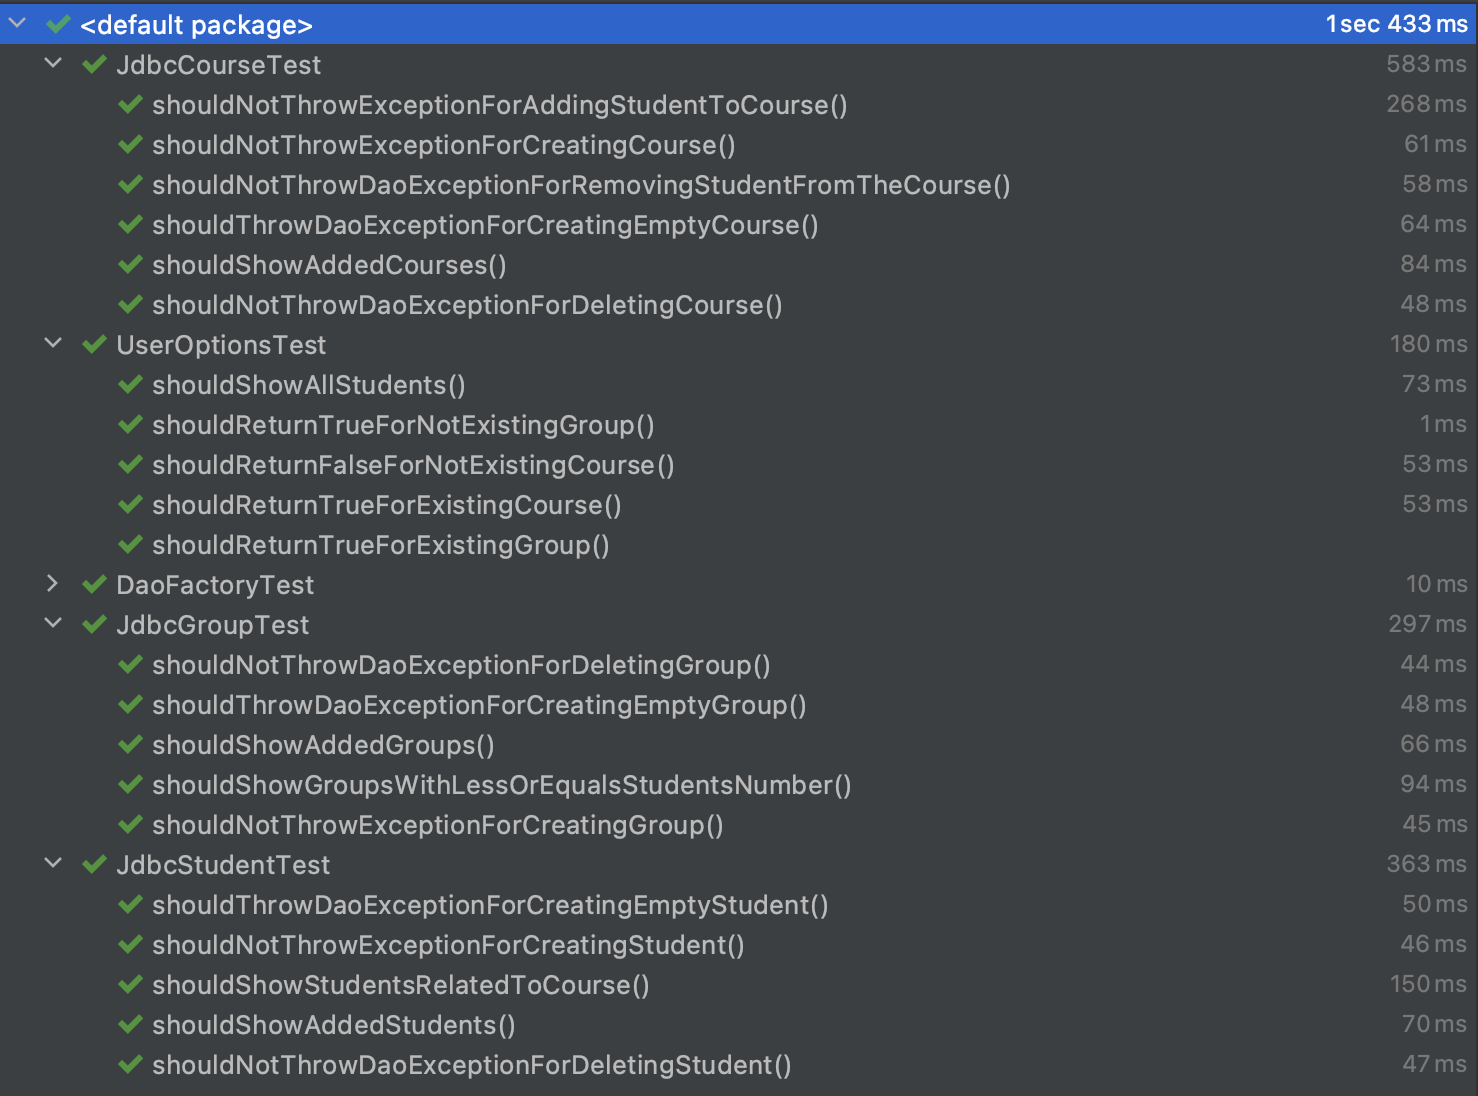 <default package> 1 sec 433 ms
JdbcCourseTest 583 ms
shouldNotThrowExceptionForAddingStudentToCourse() 268 ms
shouldNotThrowExceptionForCreatingCourse() 61 ms
shouldNotThrowDaoExceptionForRemovingStudentFromTheCourse() 58 ms
shouldThrowDaoExceptionForCreatingEmptyCourse() 64 ms
shouldShowAddedCourses() 84 ms
shouldNotThrowDaoExceptionForDeletingCourse() 48 ms
UserOptionsTest 180 ms
shouldShowAllStudents() 73 ms
shouldReturnTrueForNotExistingGroup() 1 ms
shouldReturnFalseForNotExistingCourse() 53 ms
shouldReturnTrueForExistingCourse() 53 ms
shouldReturnTrueForExistingGroup()
DaoFactoryTest 10 ms
JdbcGroupTest 297 ms
shouldNotThrowDaoExceptionForDeletingGroup() 44 ms
shouldThrowDaoExceptionForCreatingEmptyGroup() 48 ms
shouldShowAddedGroups() 66 ms
shouldShowGroupsWithLessOrEqualsStudentsNumber() 94 ms
shouldNotThrowExceptionForCreatingGroup() 45 ms
JdbcStudentTest 363 ms
shouldThrowDaoExceptionForCreatingEmptyStudent() 50 ms
shouldNotThrowExceptionForCreatingStudent() 46 ms
shouldShowStudentsRelatedToCourse() 150 ms
shouldShowAddedStudents() 70 ms
shouldNotThrowDaoExceptionForDeletingStudent() 47 ms